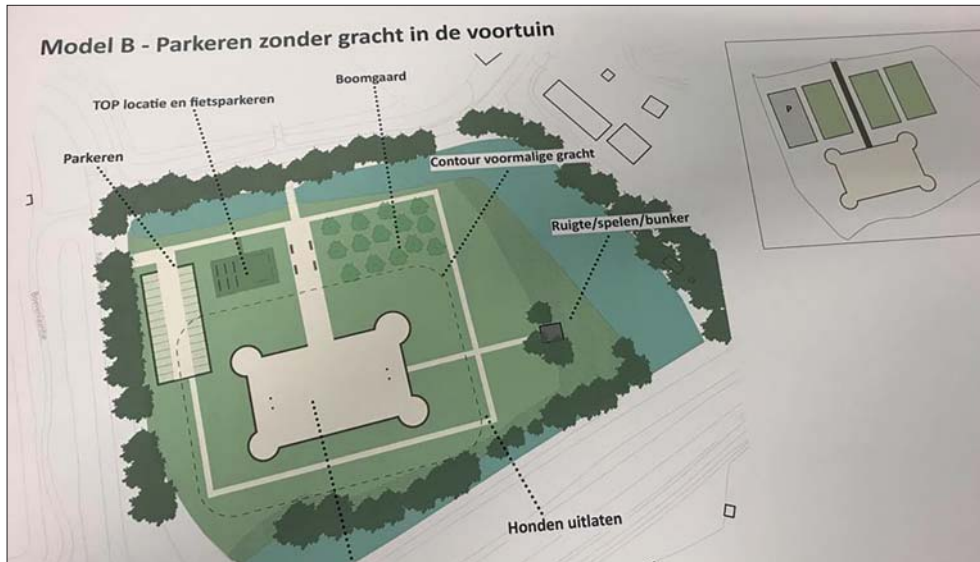 Model B - Parkeren zonder gracht in de voortuin
TOP locatie en fietsparkeren
Boomgaard
Parkeren
Contour voormalige gracht
P
Ruigte/spelen/bunker
Honden uitlaten